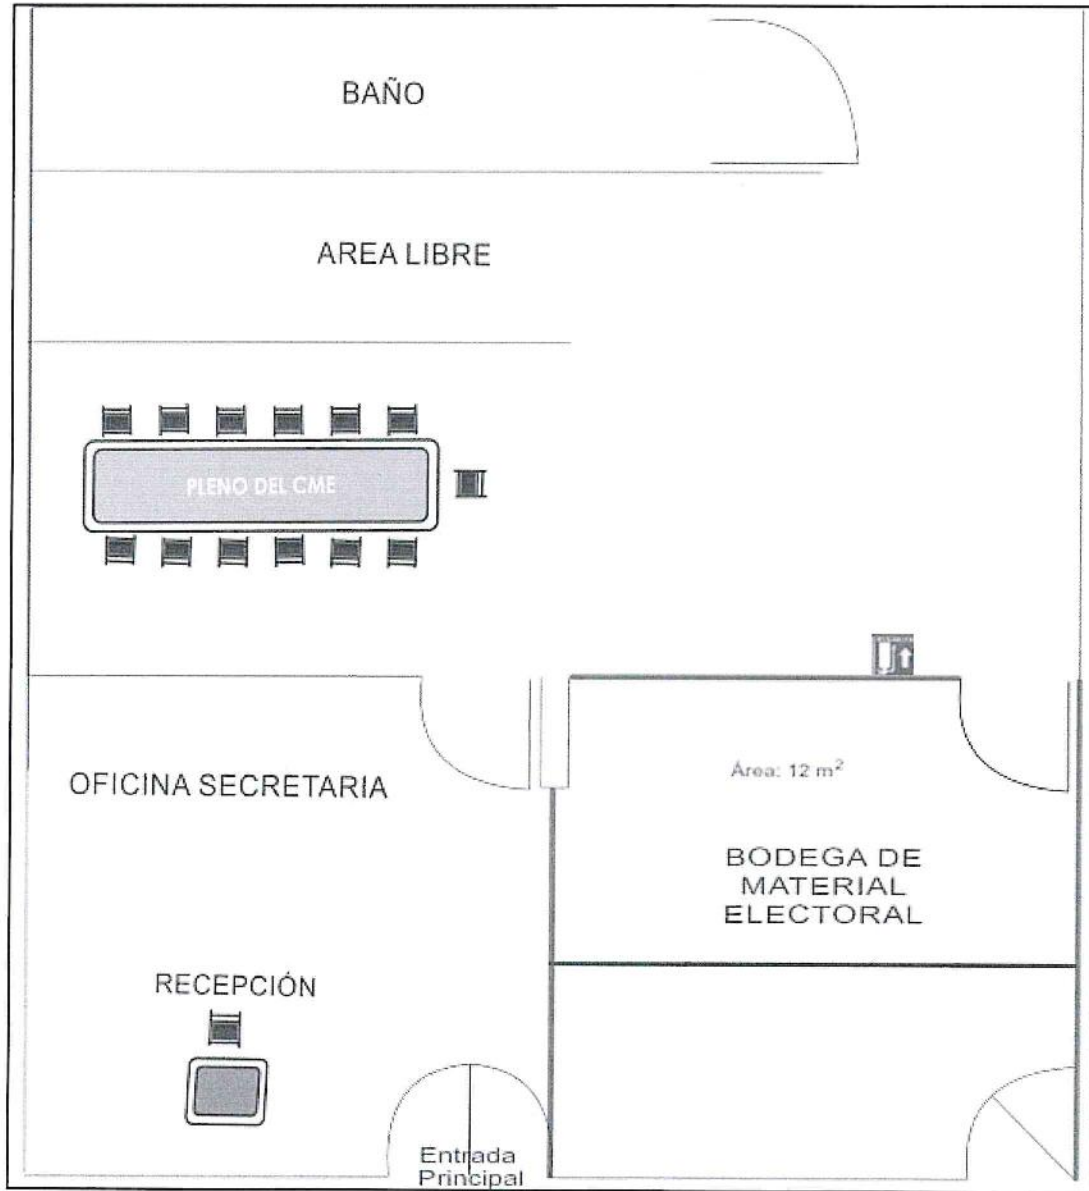 BAÑO
AREA LIBRE
PLENO DEL CME
OFICINA SECRETARIA
Área: 12 m²
BODEGA DE
MATERIAL
ELECTORAL
RECEPCIÓN
Entrada
Principal